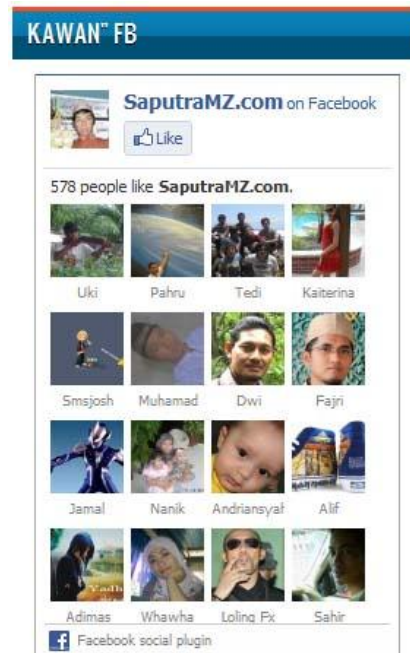 KAWAN" FB
SaputraMZ.com on Facebook
Like
578 people like SaputraMZ.com.
Uki Pahru Tedi Kaiterina
Smsjosh Muhamad Dwi Fajri
Jamal Nanik Andriansyah Alif
Yadh
Adimas Whawha Loling Fx Sahir
Facebook social plugin